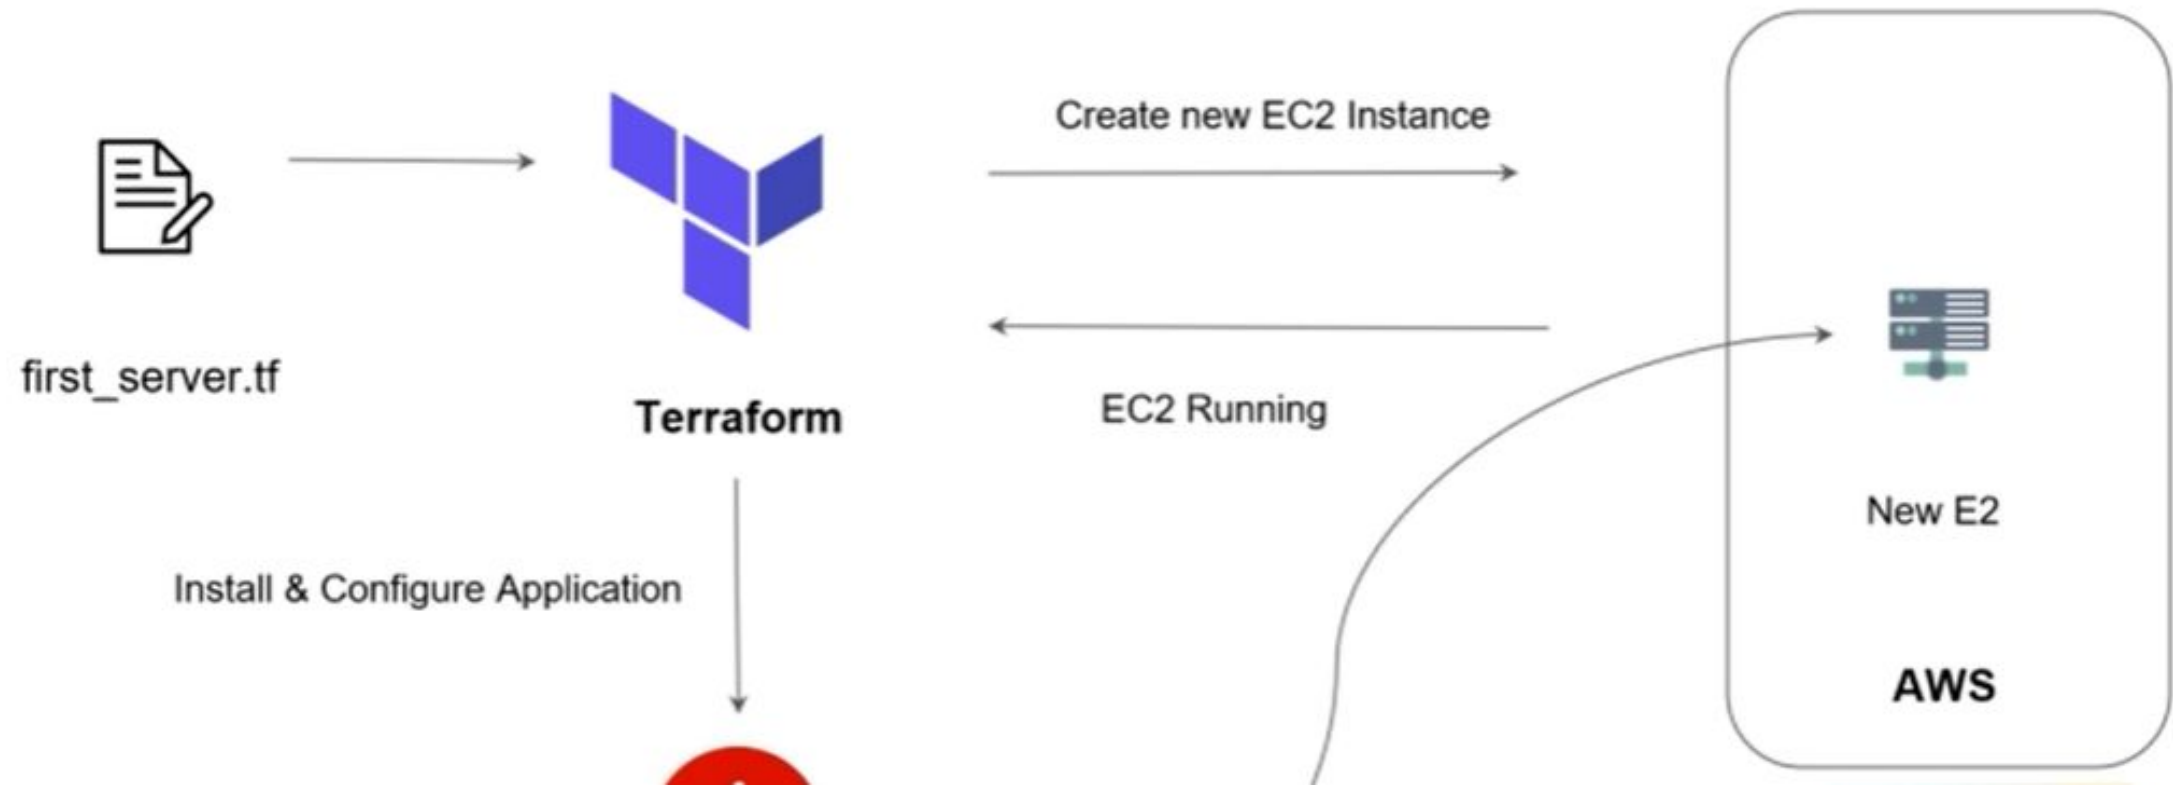 Create new EC2 Instance
first_server.tf
Terraform
EC2 Running
New E2
Install & Configure Application
AWS